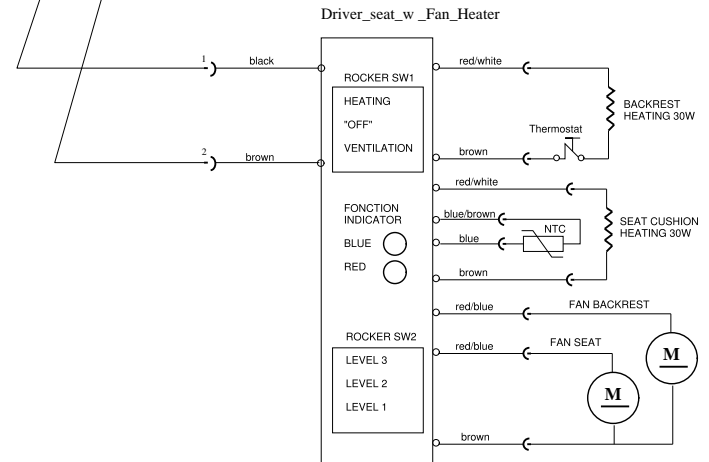 Driver_seat_w _Fan_Heater
1
black
red/white
ROCKER SW1
HEATING
"OFF"
VENTILATION
BACKREST
HEATING 30W
Thermostat
2
brown
brown
red/white
FONCTION
INDICATOR
BLUE
RED
blue/brown
NTC
blue
SEAT CUSHION
HEATING 30W
brown
red/blue
FAN BACKREST
ROCKER SW2
LEVEL 3
LEVEL 2
LEVEL 1
red/blue
FAN SEAT
M
M
brown